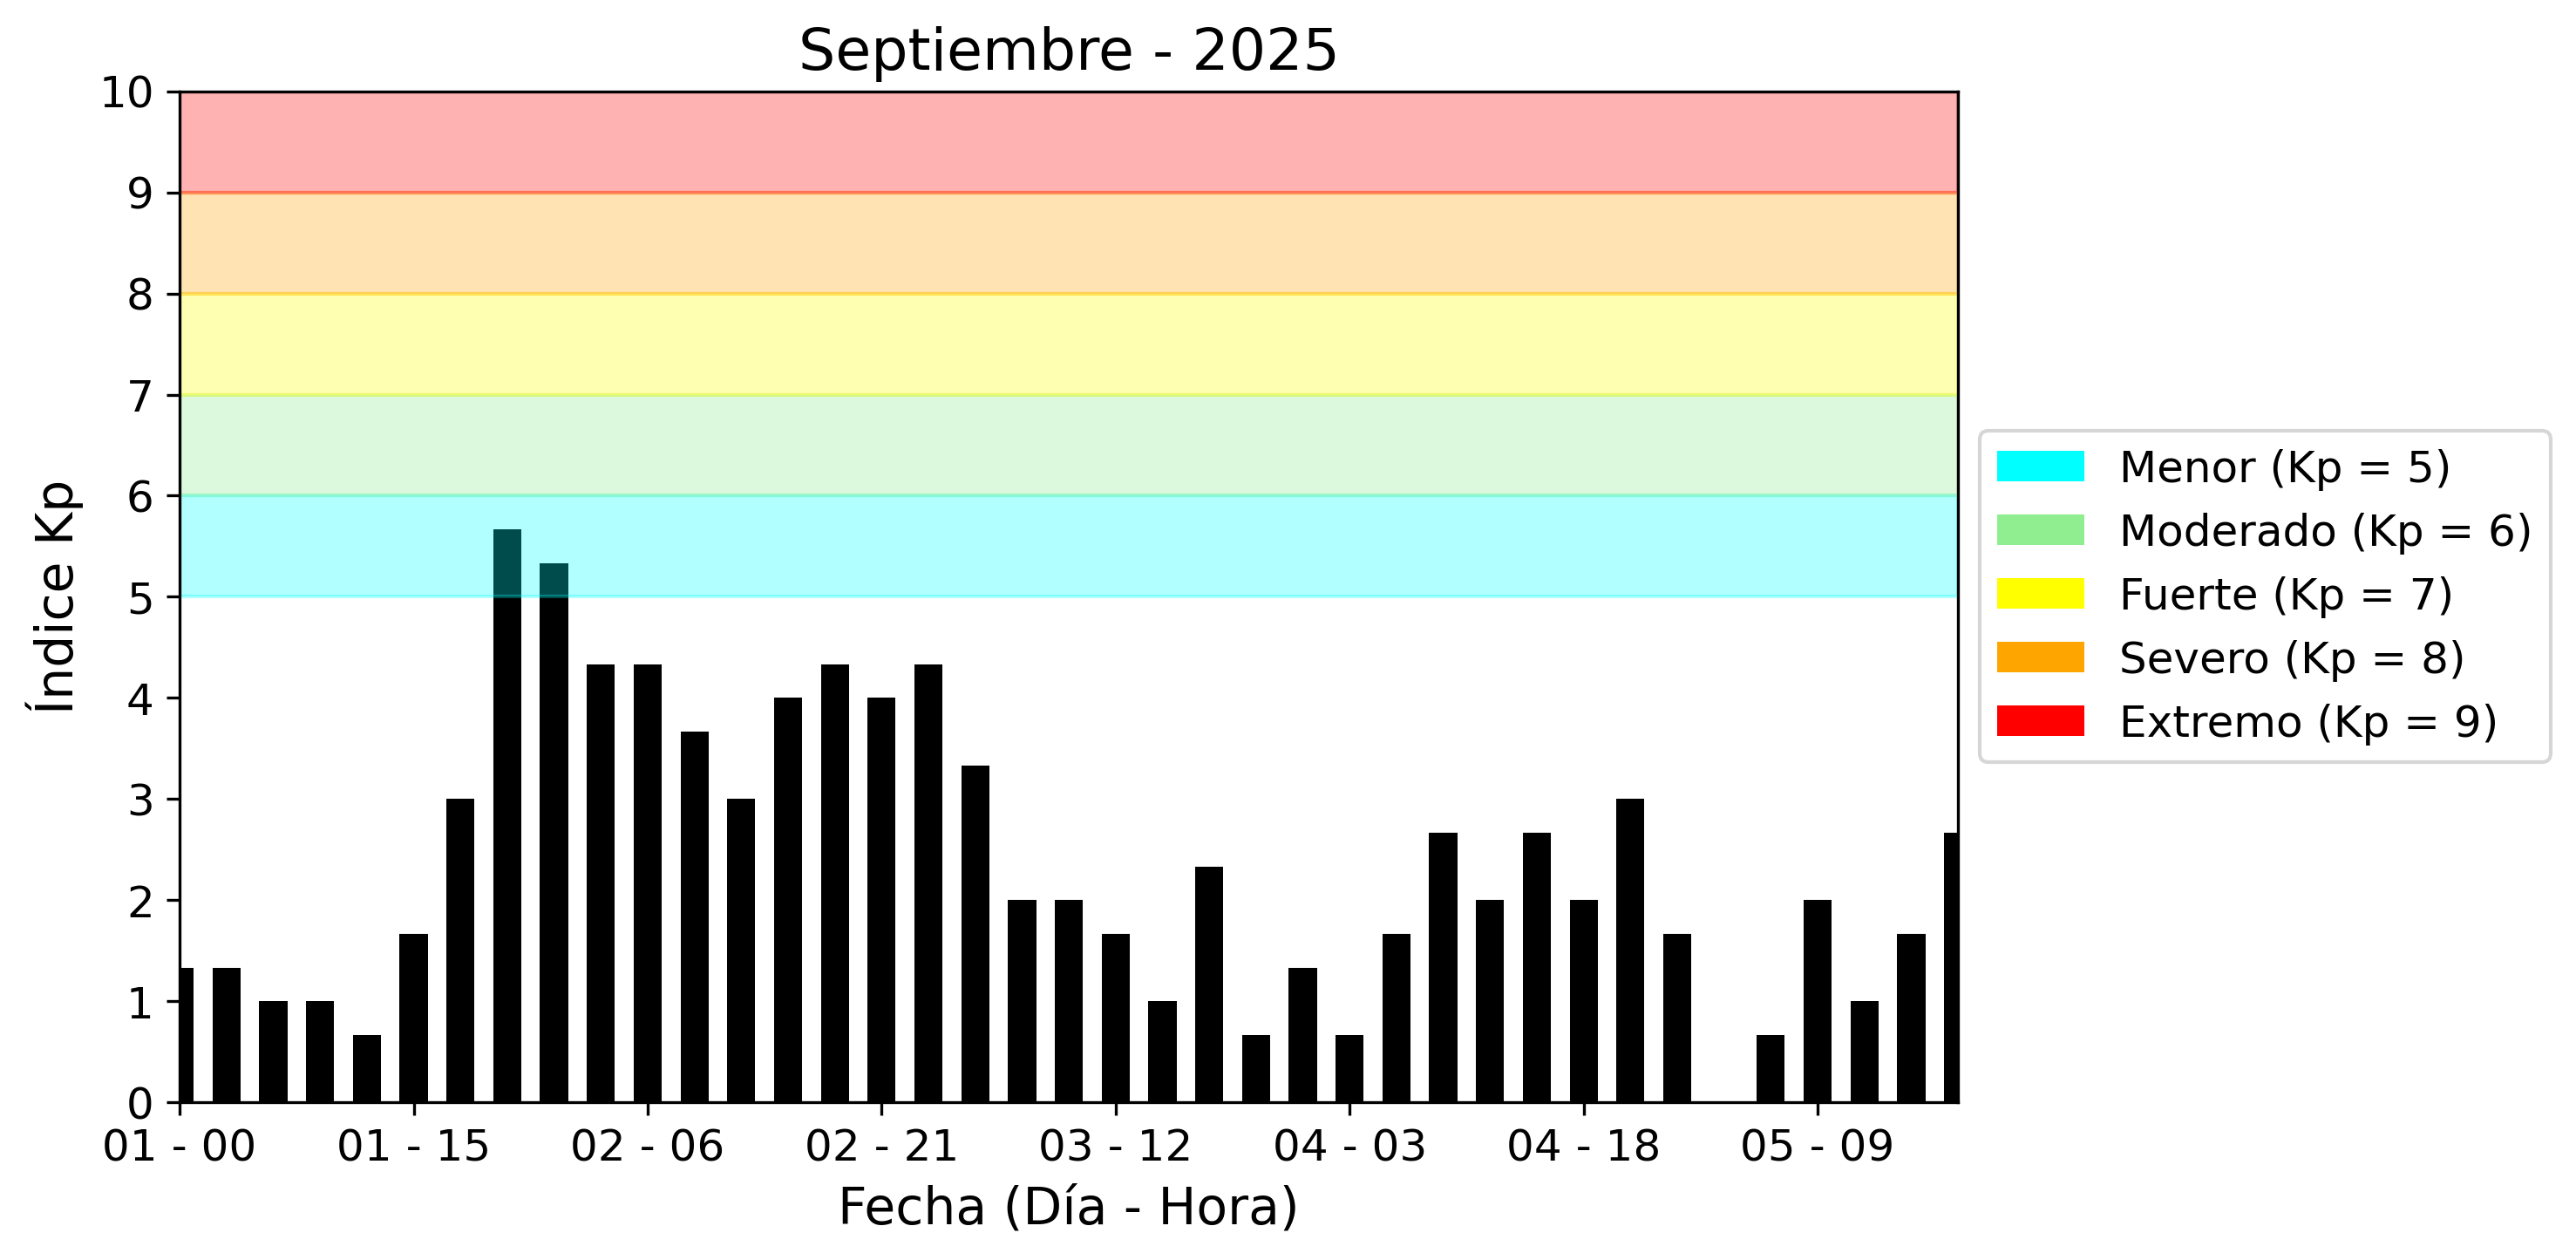 Septiembre - 2025
10
9
8
7
6
5
4
3
2
1
0
Índice Kp
01 - 00 01 - 15 02 - 06 02 - 21 03 - 12 04 - 03 04 - 18 05 - 09
Fecha (Día - Hora)
Menor (Kp = 5)
Moderado (Kp = 6)
Fuerte (Kp = 7)
Severo (Kp = 8)
Extremo (Kp = 9)